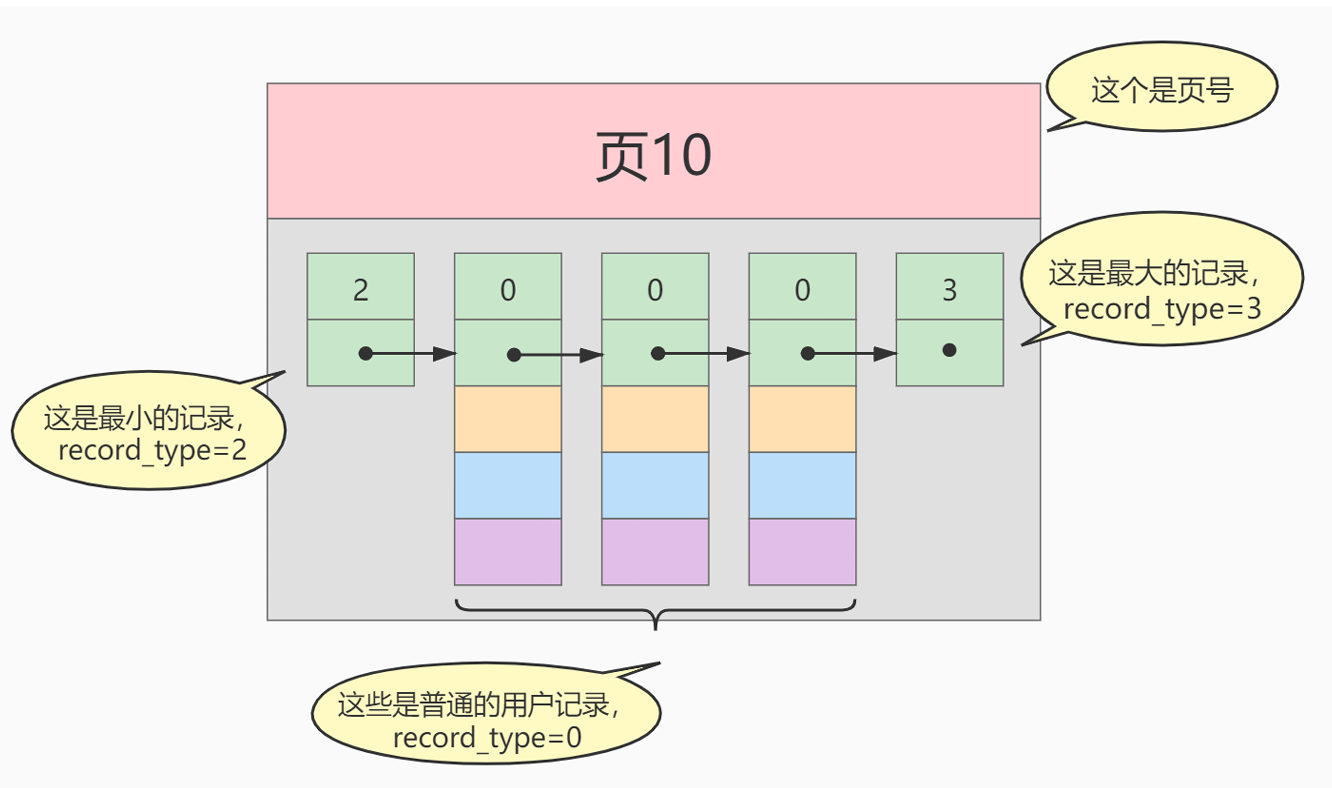 这个是页号
页10
2 0 0 0 3
这是最大的记录，
record_type=3
这是最小的记录，
record_type=2
这些是普通的用户记录，
record_type=0